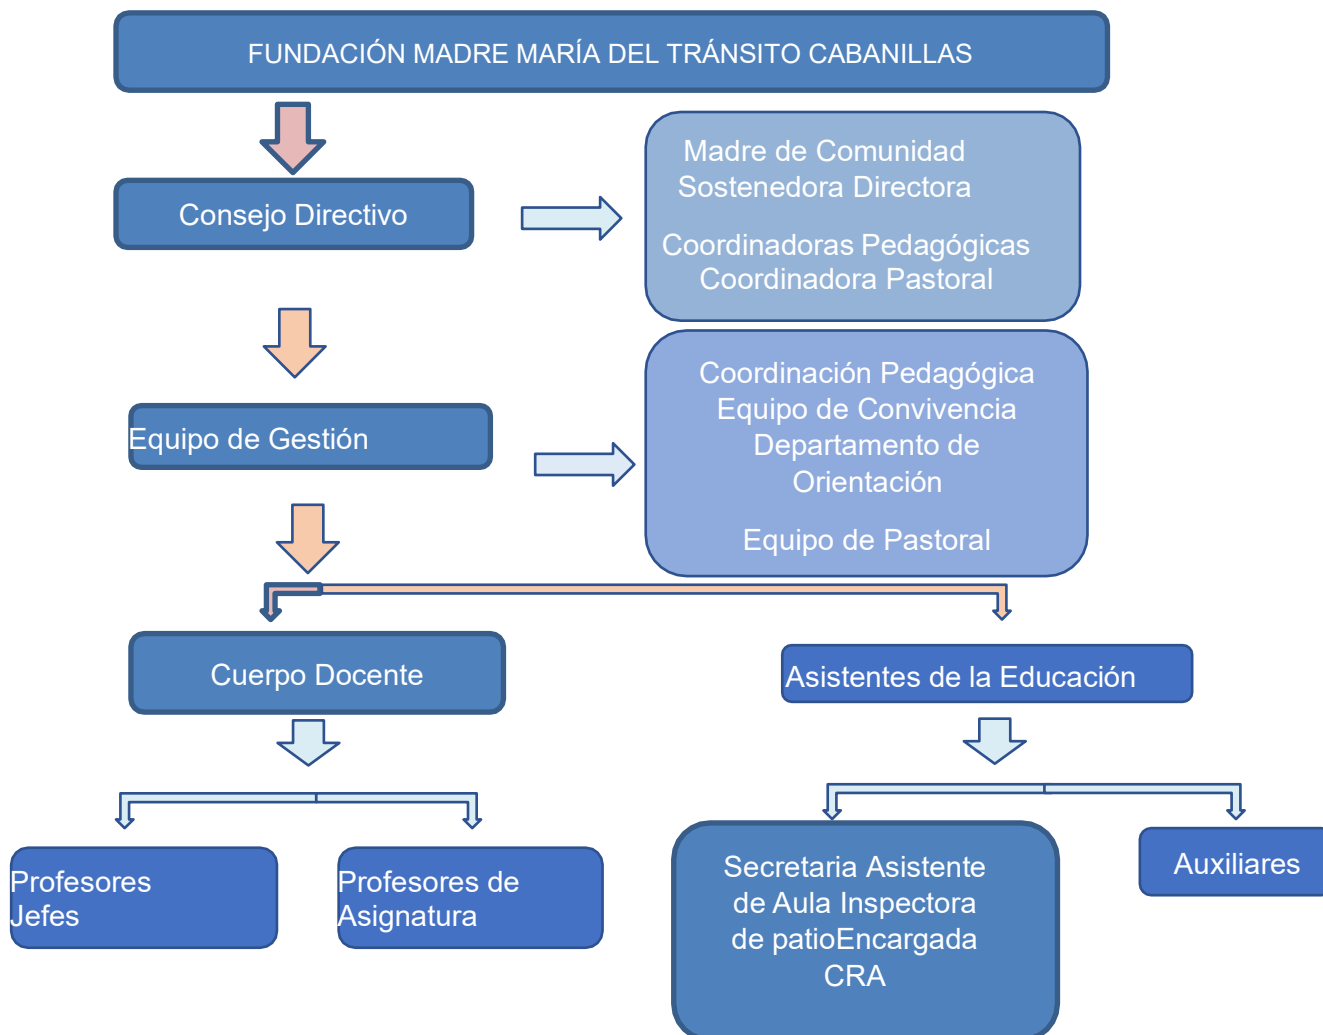 FUNDACIÓN MADRE MARÍA DEL TRÁNSITO CABANILLAS
Consejo Directivo
Madre de Comunidad
Sostenedora Directora
Coordinadoras Pedagógicas
Coordinadora Pastoral
Equipo de Gestión
Coordinación Pedagógica
Equipo de Convivencia
Departamento de
Orientación
Equipo de Pastoral
Cuerpo Docente
Asistentes de la Educación
Profesores
Jefes
Profesores de
Asignatura
Secretaria Asistente
de Aula Inspectora
de patioEncargada
CRA
Auxiliares